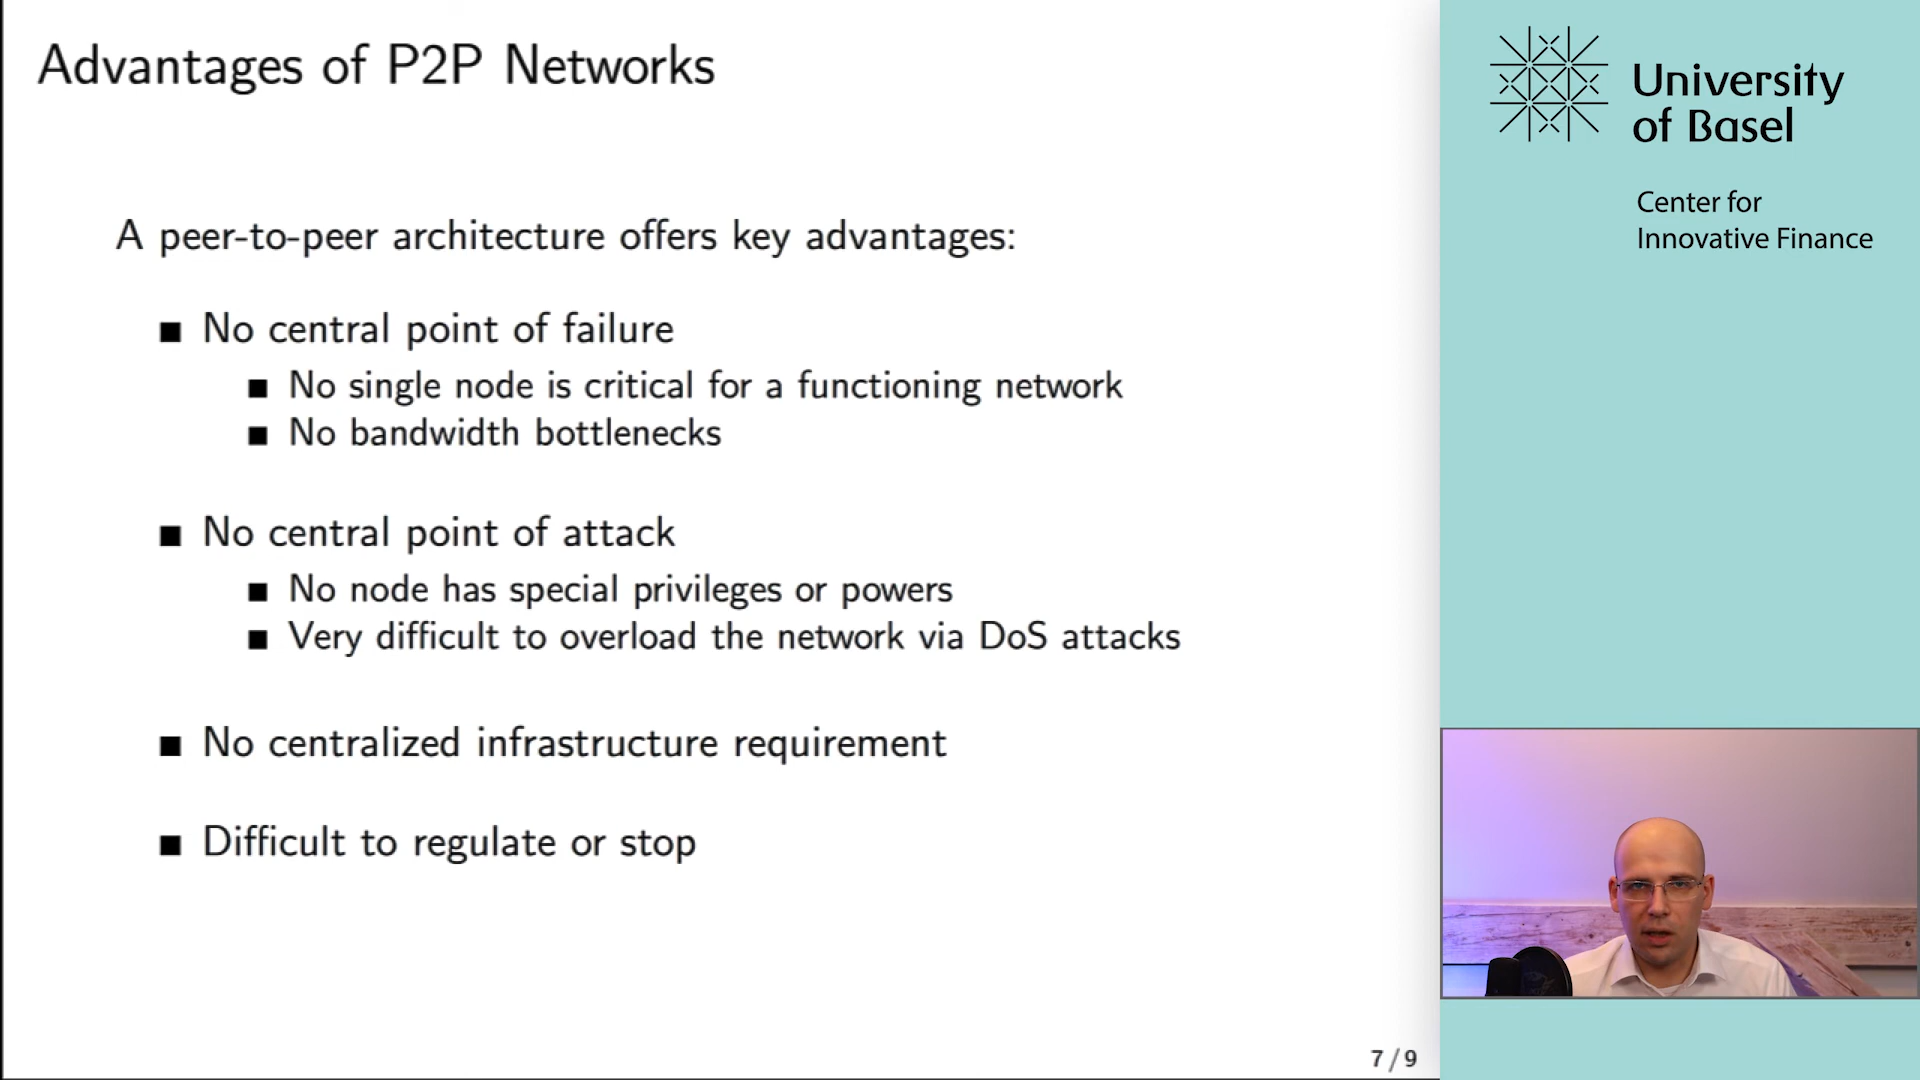 Advantages of P2P Networks
A peer-to-peer architecture offers key advantages:
No central point of failure
No single node is critical for a functioning network
No bandwidth bottlenecks
No central point of attack
No node has special privileges or powers
Very difficult to overload the network via DoS attacks
No centralized infrastructure requirement
Difficult to regulate or stop
7 / 9
University
of Basel
Center for
Innovative Finance